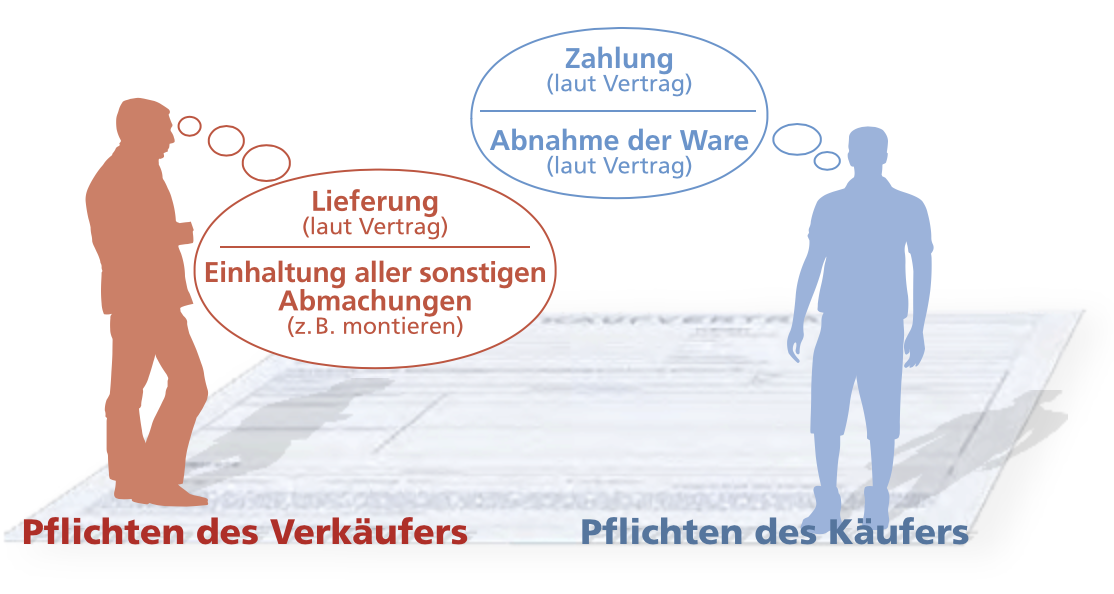 Zahlung
(laut Vertrag)
Abnahme der Ware
(laut Vertrag)
Lieferung
(laut Vertrag)
Einhaltung aller sonstigen
Abmachungen
(z. B. montieren)
Pflichten des Verkäufers
Pflichten des Käufers